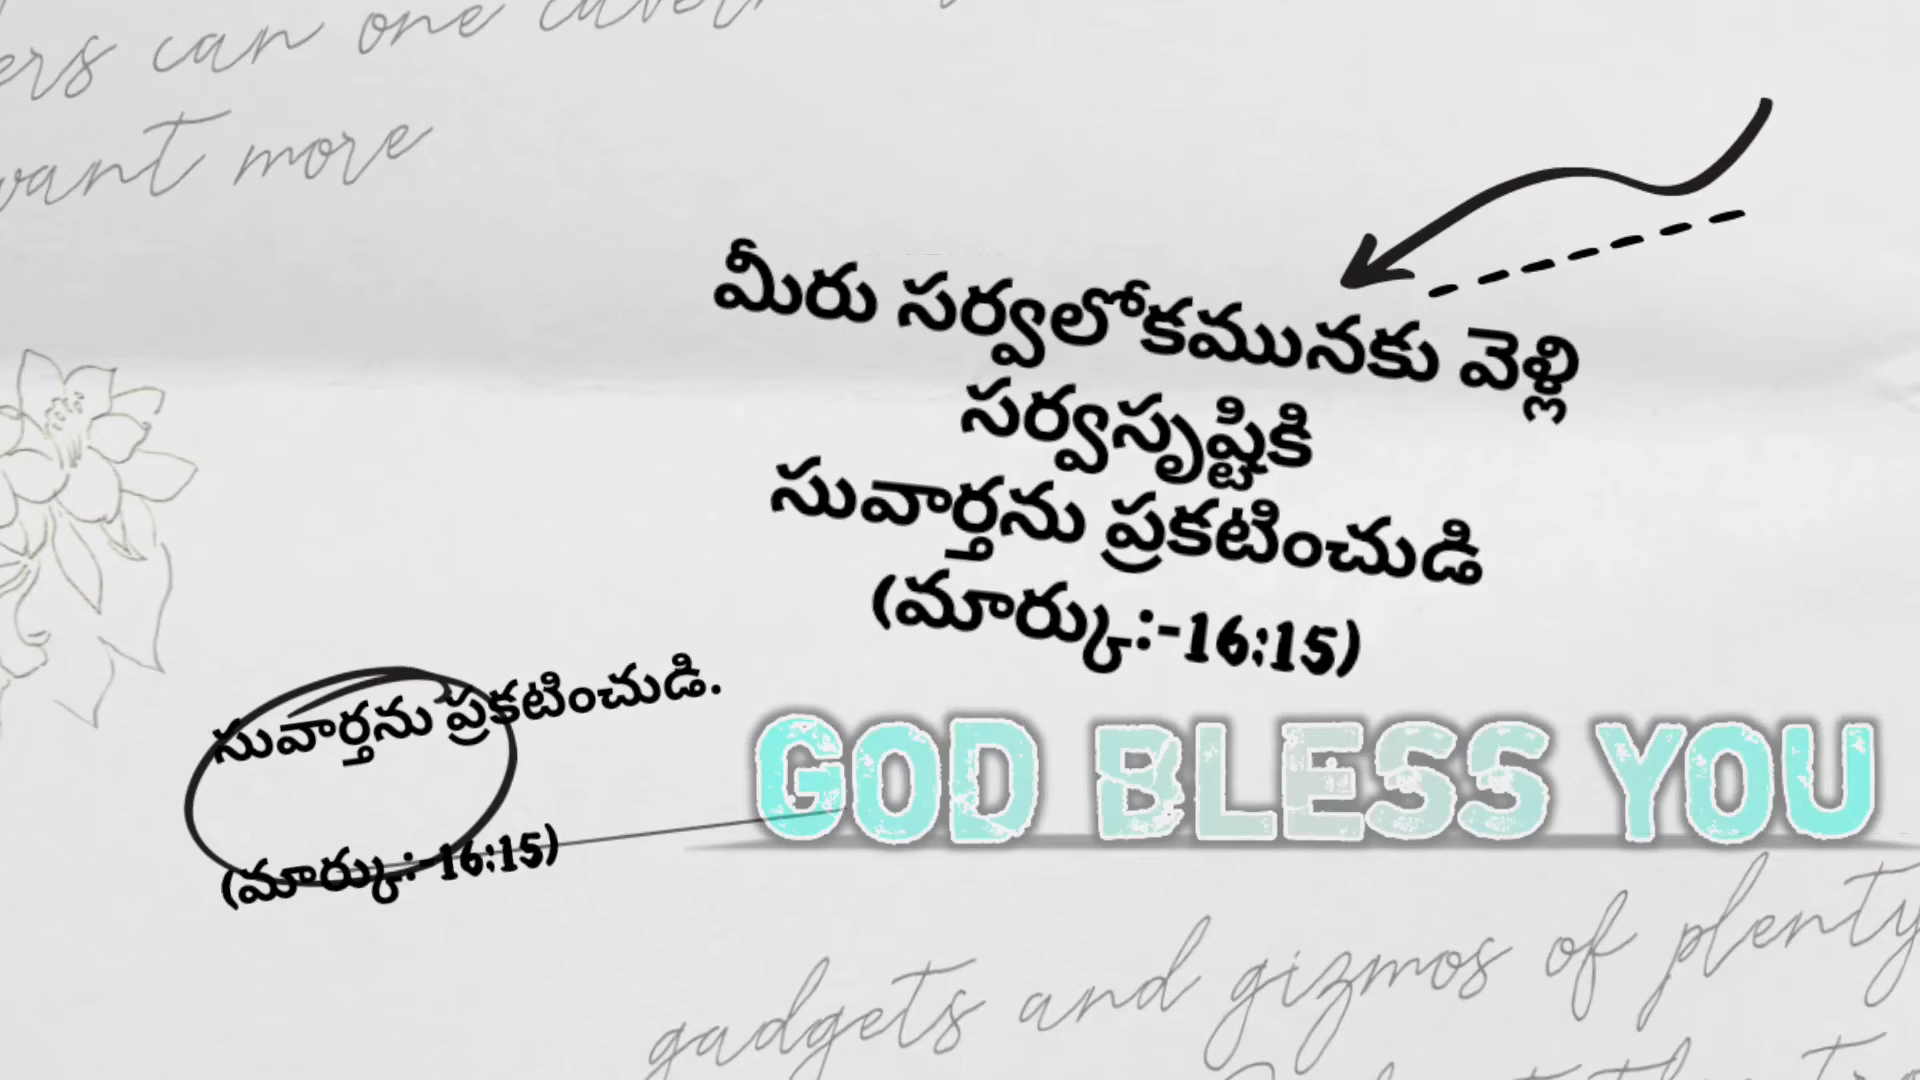 can one
want more
మీరు సర్వలోకమునకు వెళ్లి
సర్వసృష్టికి
సువార్తను ప్రకటించుడి
(మార్కు:-16:15)
సువార్తను ప్రకటించుడి.
(మార్కు:-16:15)
GOD BLESS YOU
gadgets and gizmos of plenty